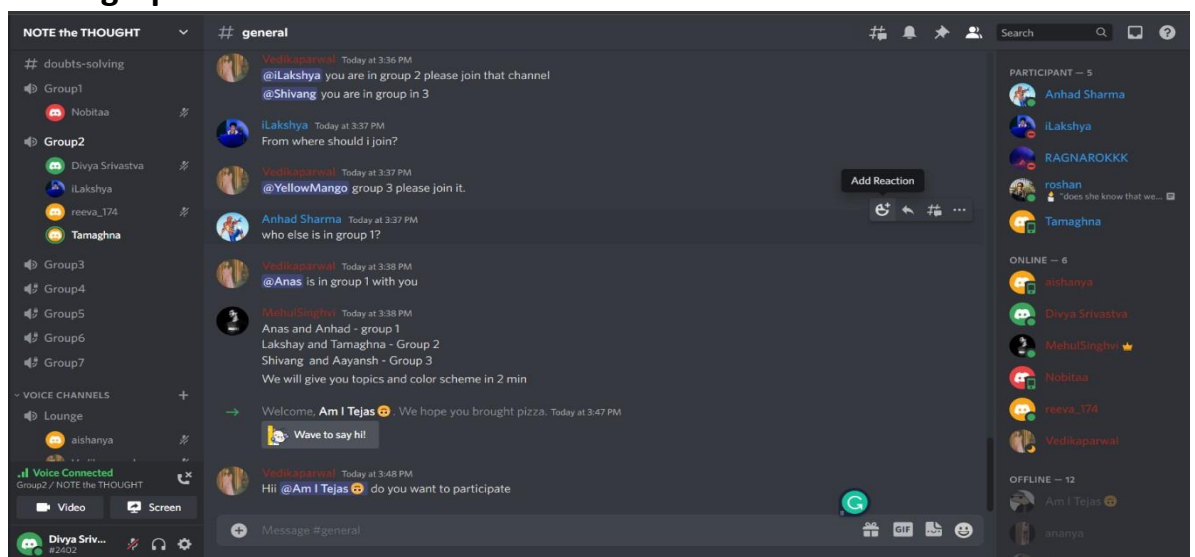 NOTE the THOUGHT
# doubts-solving
Group1
Nobitaa
Group2
Divya Srivastva
iLakshya
reeva_174
Tamaghna
Group3
Group4
Group5
Group6
Group7
VOICE CHANNELS
Lounge
aishanya
Voice Connected
Group2 / NOTE the THOUGHT
Video
Screen
Divya Sriv...
#2402
# general
Search
Vedikaparwal Today at 3:36 PM
@iLakshya you are in group 2 please join that channel
@Shivang you are in group in 3
iLakshya Today at 3:37 PM
From where should i join?
Vedikaparwal Today at 3:37 PM
@YellowMango group 3 please join it.
Add Reaction
Anhad Sharma Today at 3:37 PM
who else is in group 1?
Vedikaparwal Today at 3:38 PM
@Anas is in group 1 with you
MehulSinghvi Today at 3:38 PM
Anas and Anhad - group 1
Lakshay and Tamaghna - Group 2
Shivang and Aayansh - Group 3
We will give you topics and color scheme in 2 min
Welcome, Am I Tejas🙃. We hope you brought pizza. Today at 3:47 PM
Wave to say hi!
Vedikaparwal Today at 3:48 PM
Hii @Am I Tejas🙃 do you want to participate
Message #general
GIF
PARTICIPANT — 5
Anhad Sharma
iLakshya
RAGNAROKKK
roshan
"does she know that we...
Tamaghna
ONLINE — 6
aishanya
Divya Srivastva
MehulSinghvi
Nobitaa
reeva_174
Vedikaparwal
OFFLINE — 12
Am I Tejas🙃
ananya